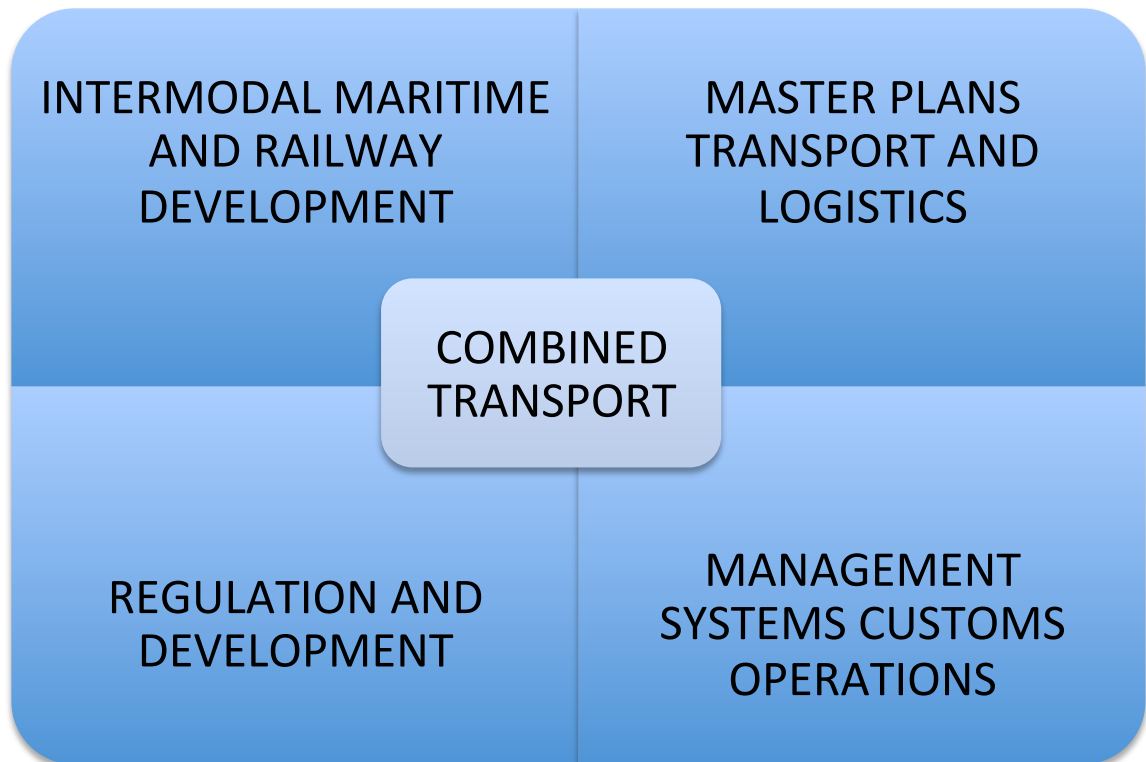 INTERMODAL MARITIME
AND RAILWAY
DEVELOPMENT
MASTER PLANS
TRANSPORT AND
LOGISTICS
COMBINED
TRANSPORT
REGULATION AND
DEVELOPMENT
MANAGEMENT
SYSTEMS CUSTOMS
OPERATIONS